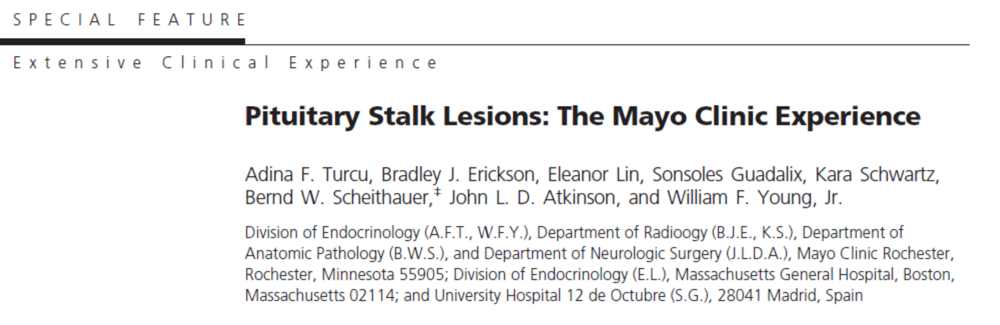 SPECIAL FEATURE
Extensive Clinical Experience
Pituitary Stalk Lesions: The Mayo Clinic Experience
Adina F. Turcu, Bradley J. Erickson, Eleanor Lin, Sonsoles Guadalix, Kara Schwartz,
Bernd W. Scheithauer,‡ John L. D. Atkinson, and William F. Young, Jr.
Division of Endocrinology (A.F.T., W.F.Y.), Department of Radioogy (B.J.E., K.S.), Department of
Anatomic Pathology (B.W.S.), and Department of Neurologic Surgery (J.L.D.A.), Mayo Clinic Rochester,
Rochester, Minnesota 55905; Division of Endocrinology (E.L.), Massachusetts General Hospital, Boston,
Massachusetts 02114; and University Hospital 12 de Octubre (S.G.), 28041 Madrid, Spain